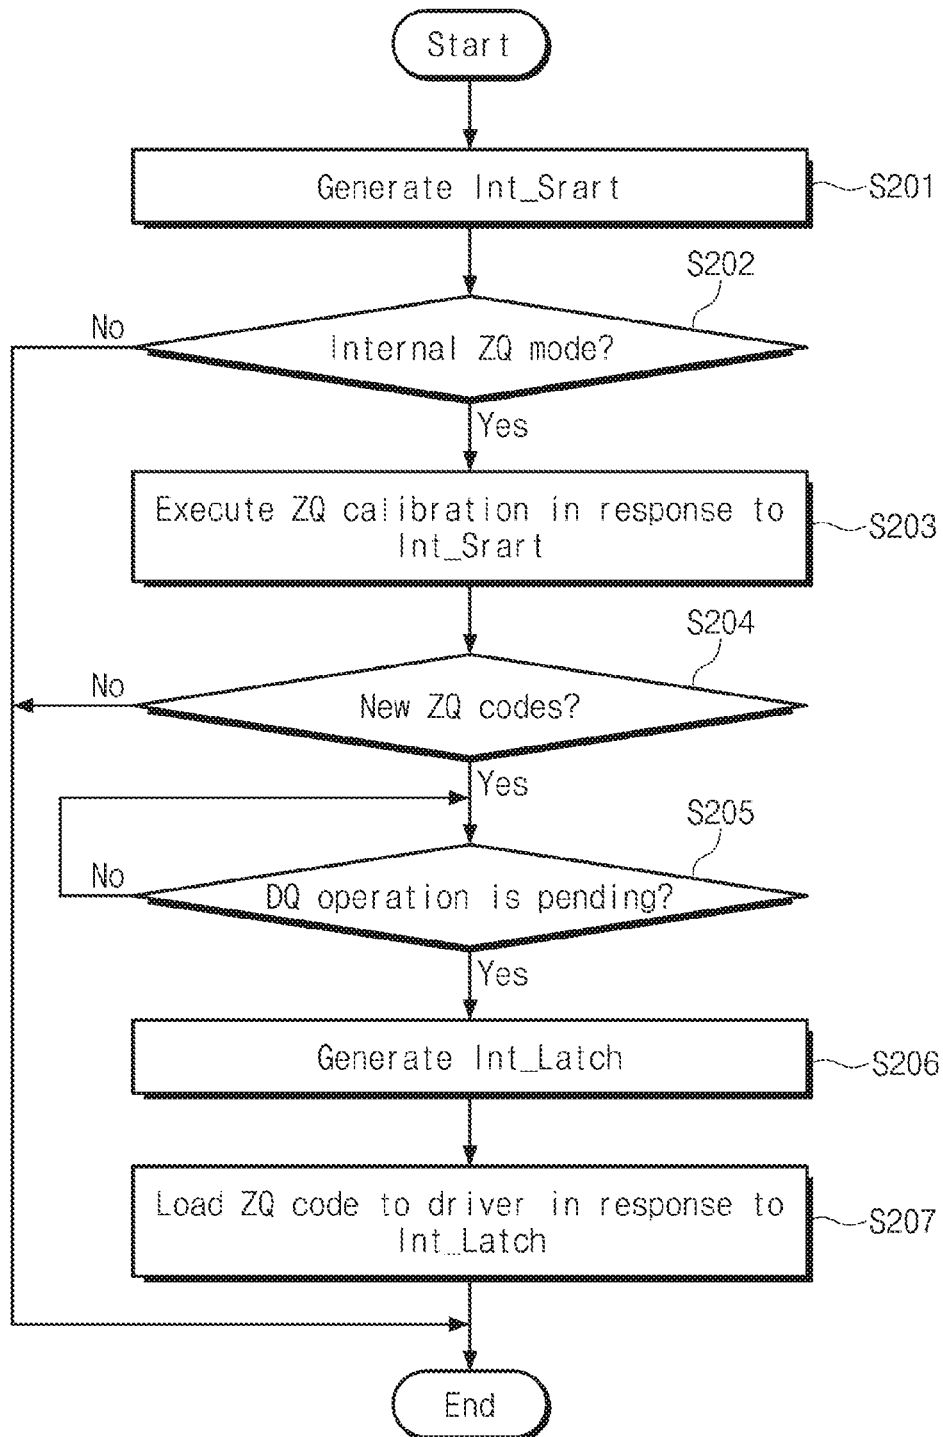 Start
Generate Int_Srart
S201
S202
Internal ZQ mode?
No
Yes
Execute ZQ calibration in response to
Int_Srart
S203
S204
New ZQ codes?
No
Yes
S205
DQ operation is pending?
No
Yes
Generate Int_Latch
S206
Load ZQ code to driver in response to
Int_Latch
S207
End